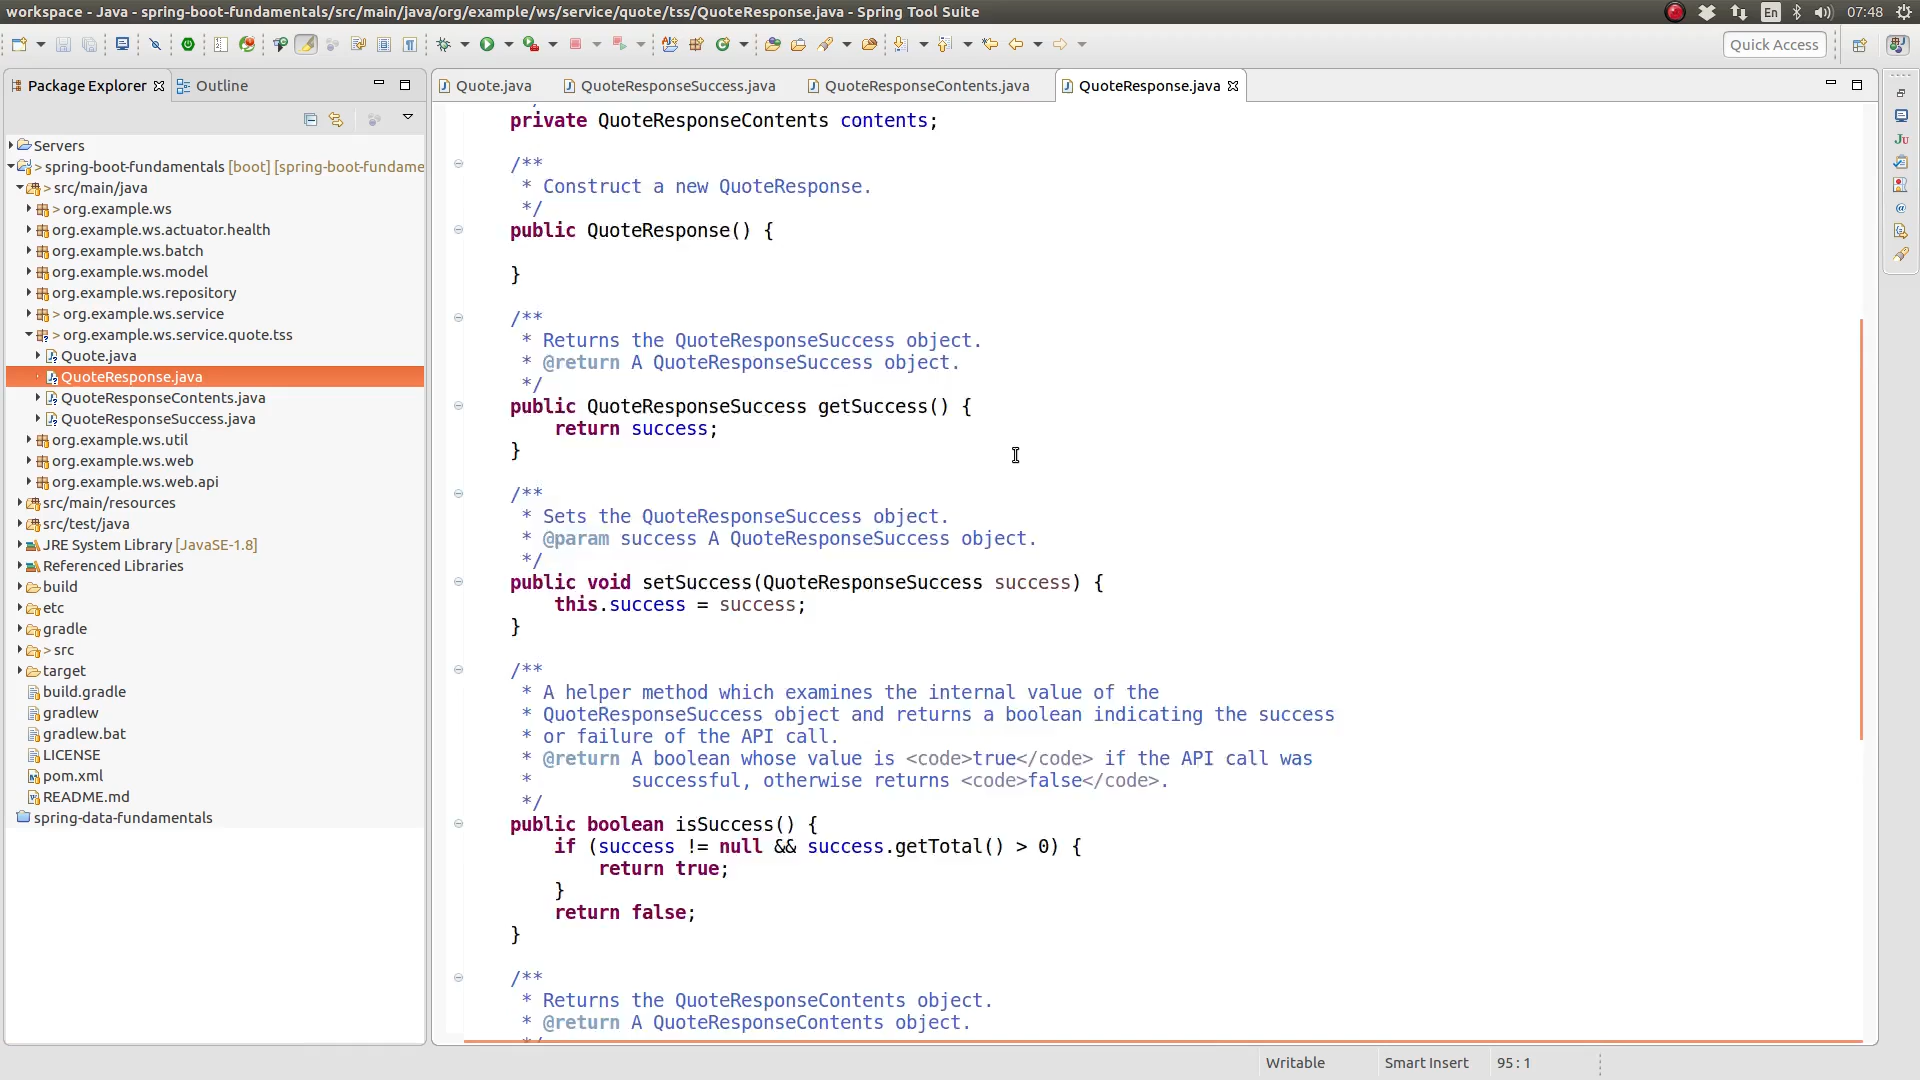 workspace - Java - spring-boot-fundamentals/src/main/java/org/example/ws/service/quote/tss/QuoteResponse.java - Spring Tool Suite
En
07:48
Quick Access
Package Explorer
Outline
Quote.java
QuoteResponseSuccess.java
QuoteResponseContents.java
QuoteResponse.java
Servers
> spring-boot-fundamentals [boot] [spring-boot-fundame
> src/main/java
> org.example.ws
org.example.ws.actuator.health
org.example.ws.batch
org.example.ws.model
org.example.ws.repository
> org.example.ws.service
> org.example.ws.service.quote.tss
Quote.java
QuoteResponse.java
QuoteResponseContents.java
QuoteResponseSuccess.java
org.example.ws.util
org.example.ws.web
org.example.ws.web.api
src/main/resources
src/test/java
JRE System Library [JavaSE-1.8]
Referenced Libraries
build
etc
gradle
> src
target
build.gradle
gradlew
gradlew.bat
LICENSE
pom.xml
README.md
spring-data-fundamentals
private QuoteResponseContents contents;
/**
* Construct a new QuoteResponse.
*/
public QuoteResponse() {
}
/**
* Returns the QuoteResponseSuccess object.
* @return A QuoteResponseSuccess object.
*/
public QuoteResponseSuccess getSuccess() {
return success;
}
/**
* Sets the QuoteResponseSuccess object.
* @param success A QuoteResponseSuccess object.
*/
public void setSuccess(QuoteResponseSuccess success) {
this.success = success;
}
/**
* A helper method which examines the internal value of the
* QuoteResponseSuccess object and returns a boolean indicating the success
* or failure of the API call.
* @return A boolean whose value is <code>true</code> if the API call was
* successful, otherwise returns <code>false</code>.
*/
public boolean isSuccess() {
if (success != null && success.getTotal() > 0) {
return true;
}
return false;
}
/**
* Returns the QuoteResponseContents object.
* @return A QuoteResponseContents object.
Writable
Smart Insert
95 : 1